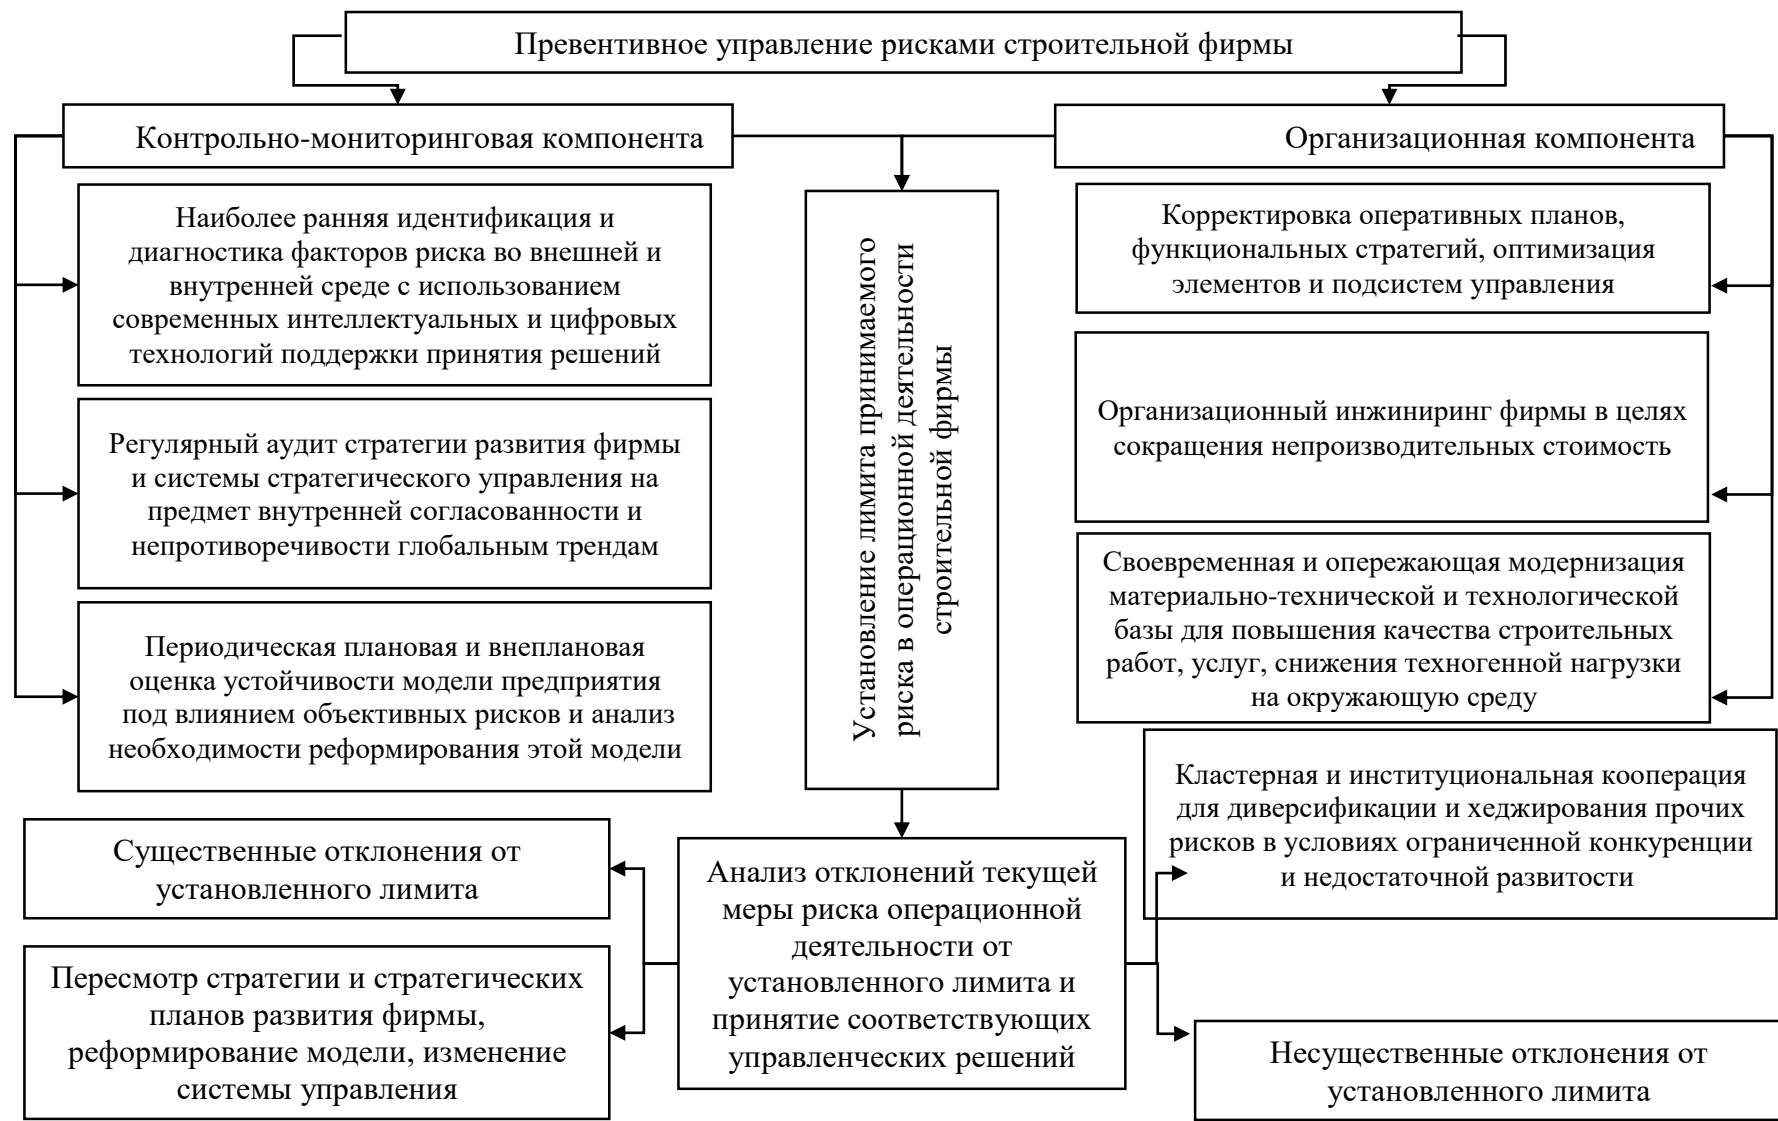 Превентивное управление рисками строительной фирмы
Контрольно-мониторинговая компонента
Организационная компонента
Наиболее ранняя идентификация и
диагностика факторов риска во внешней и
внутренней среде с использованием
современных интеллектуальных и цифровых
технологий поддержки принятия решений
Регулярный аудит стратегии развития фирмы
и системы стратегического управления на
предмет внутренней согласованности и
непротиворечивости глобальным трендам
Периодическая плановая и внеплановая
оценка устойчивости модели предприятия
под влиянием объективных рисков и анализ
необходимости реформирования этой модели
Установление лимита принимаемого
риска в операционной деятельности
строительной фирмы
Корректировка оперативных планов,
функциональных стратегий, оптимизация
элементов и подсистем управления
Организационный инжиниринг фирмы в целях
сокращения непроизводительных стоимость
Своевременная и опережающая модернизация
материально-технической и технологической
базы для повышения качества строительных
работ, услуг, снижения техногенной нагрузки
на окружающую среду
Кластерная и институциональная кооперация
для диверсификации и хеджирования прочих
рисков в условиях ограниченной конкуренции
и недостаточной развитости
Существенные отклонения от
установленного лимита
Пересмотр стратегии и стратегических
планов развития фирмы,
реформирование модели, изменение
системы управления
Анализ отклонений текущей
меры риска операционной
деятельности от
установленного лимита и
принятие соответствующих
управленческих решений
Несущественные отклонения от
установленного лимита